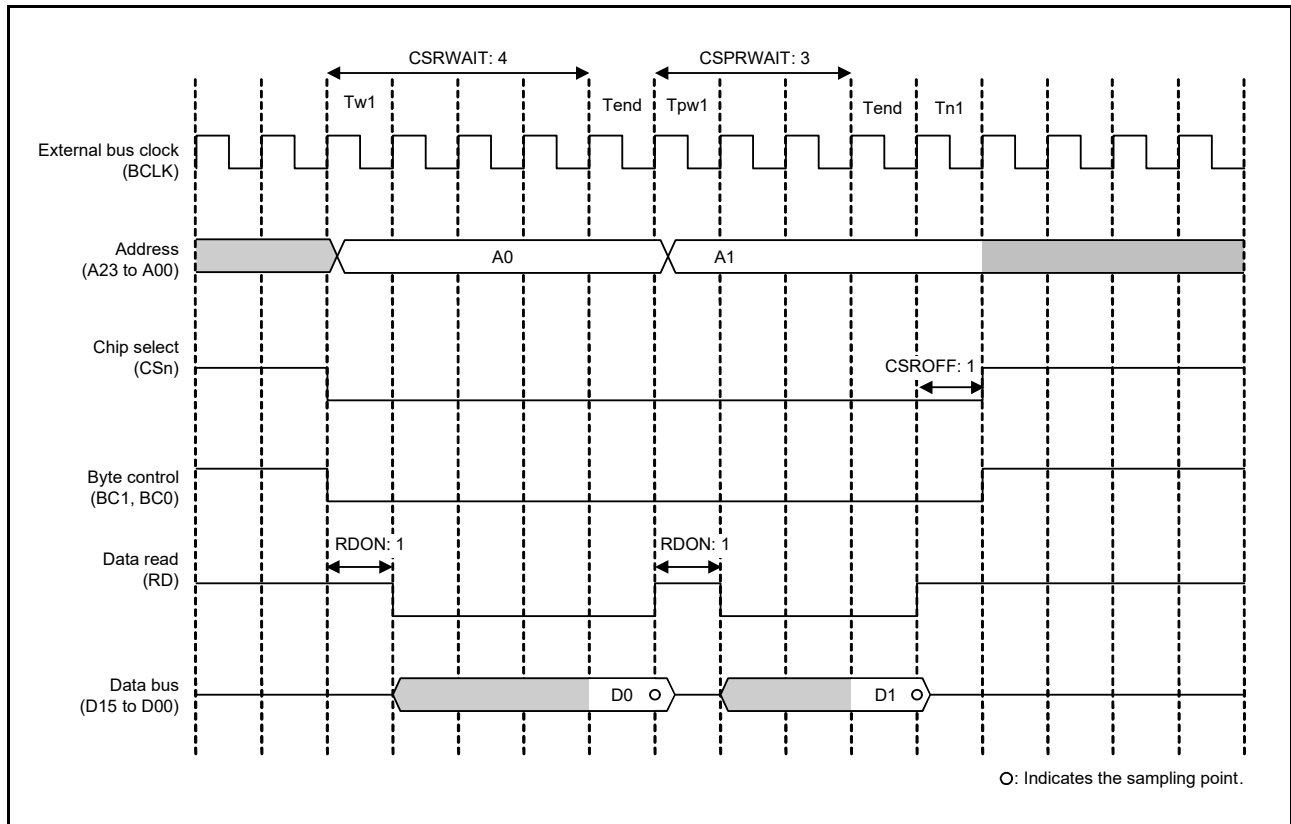 CSRWAIT: 4
CSPRWAIT: 3
Tw1
Tend
Tpw1
Tend
Tn1
External bus clock
(BCLK)
Address
(A23 to A00)
A0
A1
Chip select
(CSn)
CSROFF: 1
Byte control
(BC1, BC0)
RDON: 1
RDON: 1
Data read
(RD)
Data bus
(D15 to D00)
D0
D1
O: Indicates the sampling point.